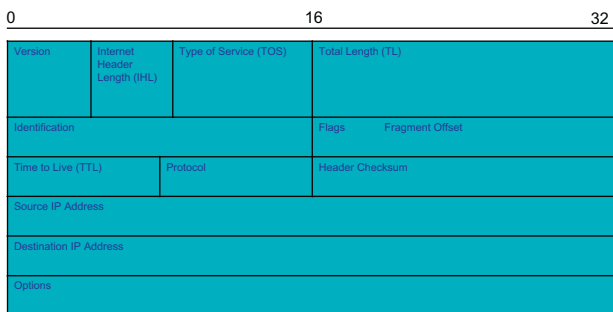 0 16 32
Version Internet Header Length (IHL) Type of Service (TOS) Total Length (TL)
Identification Flags Fragment Offset
Time to Live (TTL) Protocol Header Checksum
Source IP Address
Destination IP Address
Options